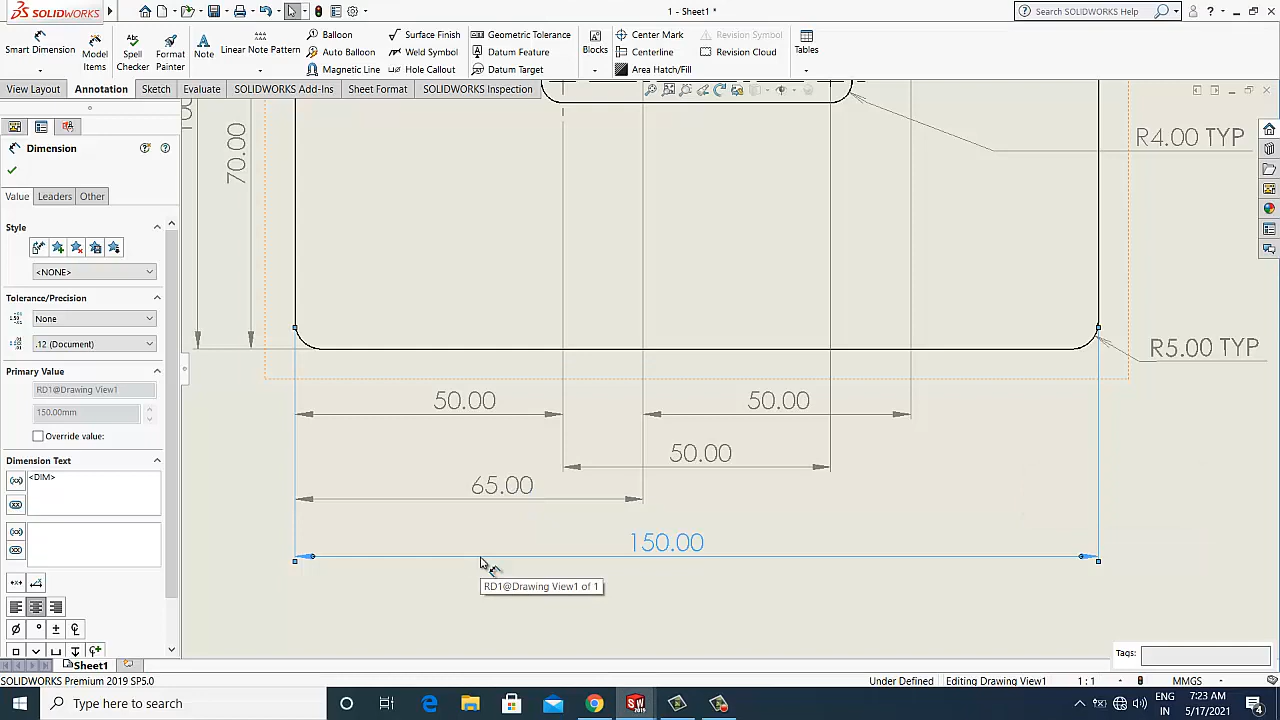 SOLIDWORKS
1 - Sheet1 *
Search SOLIDWORKS Help
Smart Dimension
Model Items
Spell Checker
Format Painter
Note
Linear Note Pattern
Balloon
Auto Balloon
Magnetic Line
Surface Finish
Weld Symbol
Hole Callout
Geometric Tolerance
Datum Feature
Datum Target
Blocks
Center Mark
Centerline
Area Hatch/Fill
Revision Symbol
Revision Cloud
Tables
View Layout
Annotation
Sketch
Evaluate
SOLIDWORKS Add-Ins
Sheet Format
SOLIDWORKS Inspection
Dimension
Value
Leaders
Other
Style
<NONE>
Tolerance/Precision
None
.12 (Document)
Primary Value
RD1@Drawing View1
150.00mm
Override value:
Dimension Text
<DIM>
70.00
R4.00 TYP
R5.00 TYP
50.00
50.00
50.00
65.00
150.00
RD1@Drawing View1 of 1
Tags:
Sheet1
SOLIDWORKS Premium 2019 SP5.0
Under Defined
Editing Drawing View1
1 : 1
MMGS
Type here to search
ENG
IN
7:23 AM
5/17/2021
4